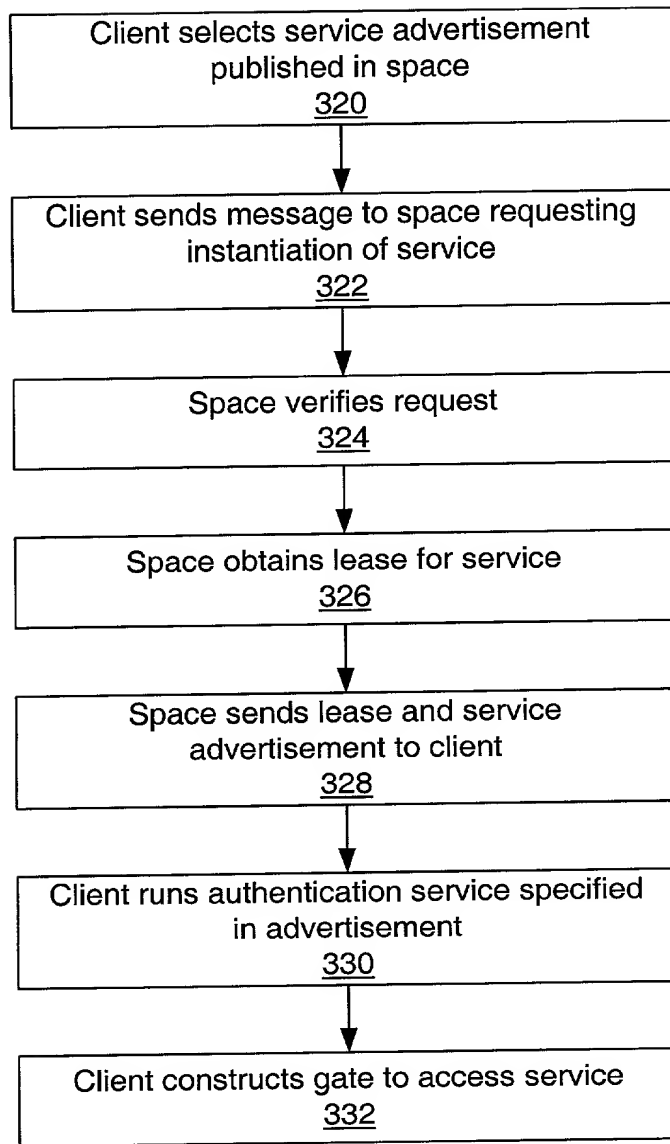 Client selects service advertisement
published in space
320
Client sends message to space requesting
instantiation of service
322
Space verifies request
324
Space obtains lease for service
326
Space sends lease and service
advertisement to client
328
Client runs authentication service specified
in advertisement
330
Client constructs gate to access service
332